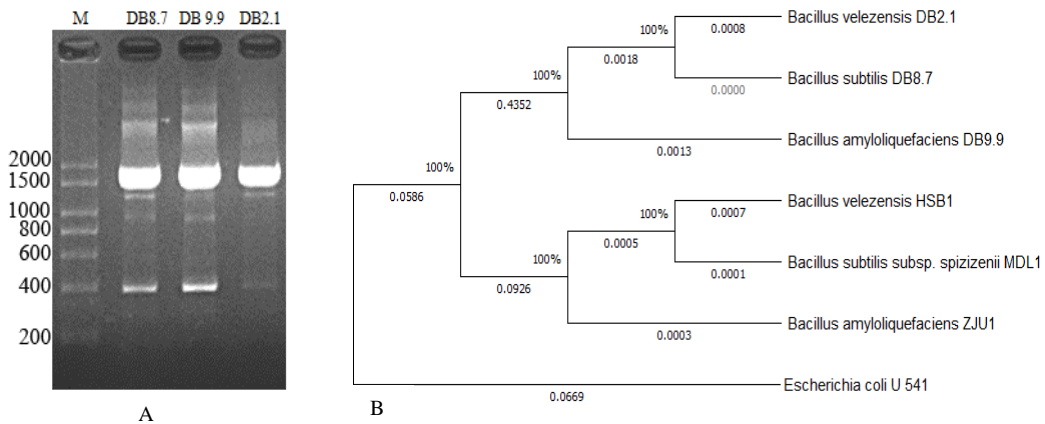 M DB8.7 DB 9.9 DB2.1
2000
1500
1000
800
600
400
200
A
Bacillus velezensis DB2.1
100%
0.0008
0.0018
100%
Bacillus subtilis DB8.7
0.0000
0.4352
Bacillus amyloliquefaciens DB9.9
0.0013
100%
0.0586
Bacillus velezensis HSB1
100%
0.0007
0.0005
100%
Bacillus subtilis subsp. spizizenii MDL1
0.0001
0.0926
Bacillus amyloliquefaciens ZJU1
0.0003
Escherichia coli U 541
0.0669
B